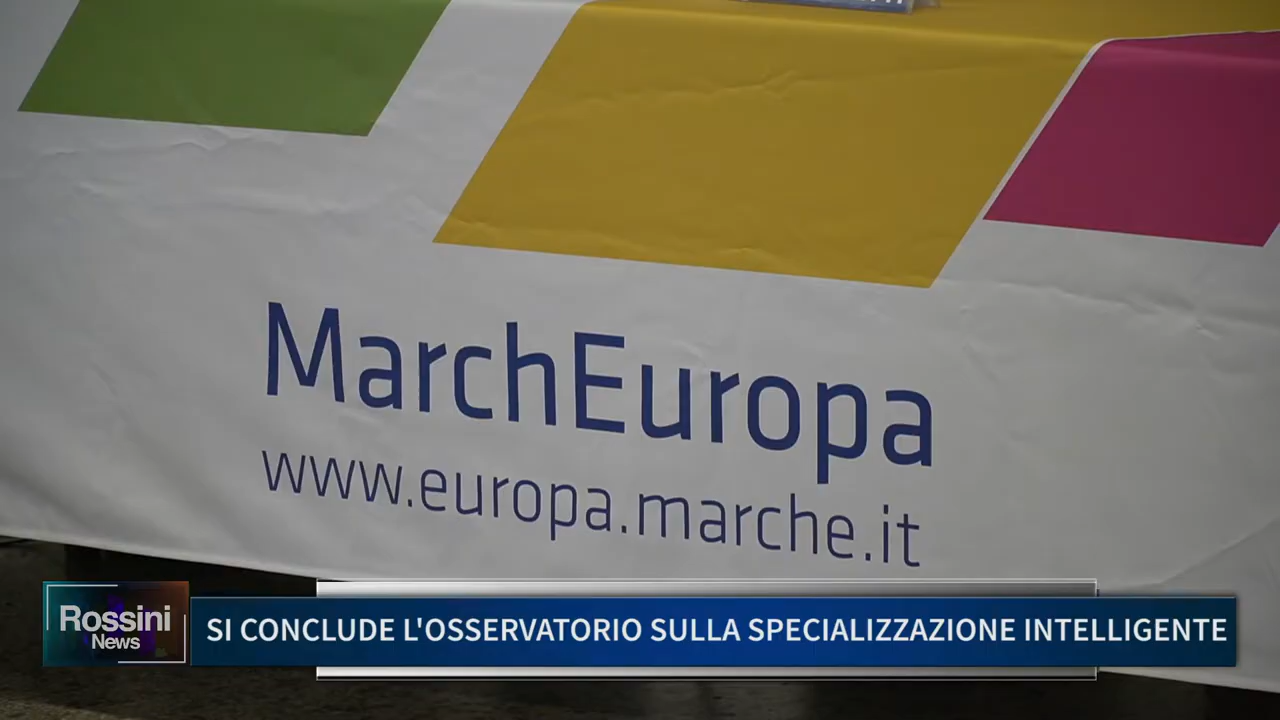 MarchEuropa
www.europa.marche.it
Rossini
News
SI CONCLUDE L'OSSERVATORIO SULLA SPECIALIZZAZIONE INTELLIGENTE